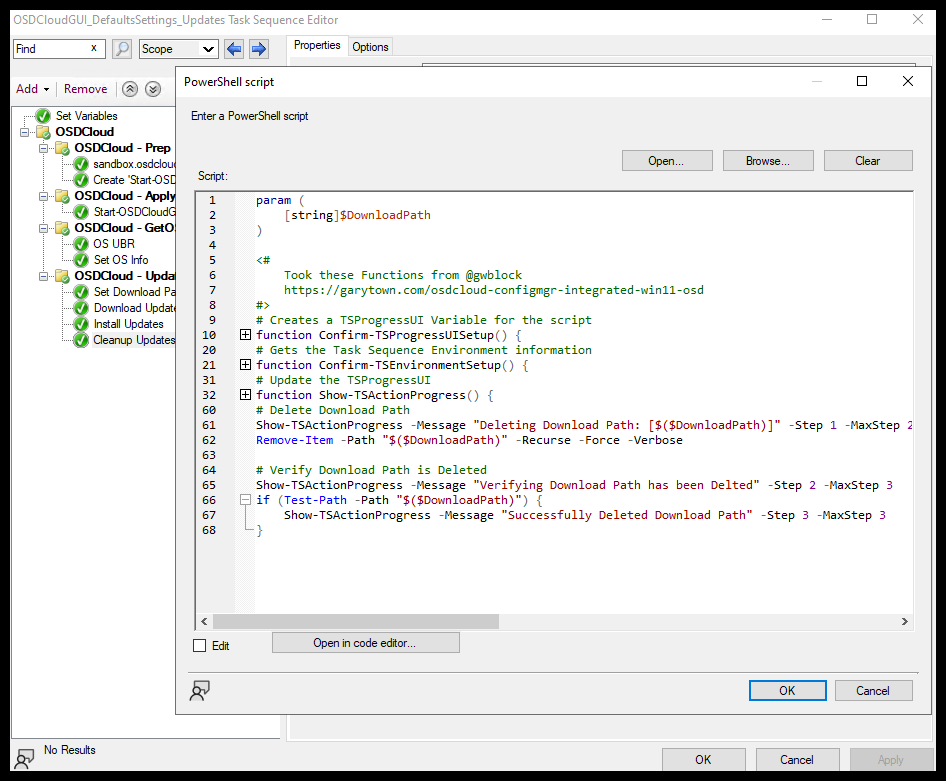 OSDCloudGUI_DefaultsSettings_Updates Task Sequence Editor
Find x Scope
Properties Options
Add Remove
Set Variables
OSDCloud
OSDCloud - Prep
sandbox.osdcloud
Create 'Start-OSD
OSDCloud - Apply
Start-OSDCloudG
OSDCloud - GetOS
OS UBR
Set OS Info
OSDCloud - Updat
Set Download Pa
Download Update
Install Updates
Cleanup Updates
PowerShell script
Enter a PowerShell script
Open... Browse... Clear
Script:
1 param (
2 [string]$DownloadPath
3 )
4
5 <#
6 Took these Functions from @gwblock
7 https://garytown.com/osdcloud-configmgr-integrated-win11-osd
8 #>
9 # Creates a TSProgressUI Variable for the script
10 function Confirm-TSProgressUISetup() {
20 # Gets the Task Sequence Environment information
21 function Confirm-TSEnvironmentSetup() {
31 # Update the TSProgressUI
32 function Show-TSActionProgress() {
60 # Delete Download Path
61 Show-TSActionProgress -Message "Deleting Download Path: [$($DownloadPath)]" -Step 1 -MaxStep 2
62 Remove-Item -Path "$($DownloadPath)" -Recurse -Force -Verbose
63
64 # Verify Download Path is Deleted
65 Show-TSActionProgress -Message "Verifying Download Path has been Delted" -Step 2 -MaxStep 3
66 if (Test-Path -Path "$($DownloadPath)") {
67 Show-TSActionProgress -Message "Successfully Deleted Download Path" -Step 3 -MaxStep 3
68 }
Edit Open in code editor...
OK Cancel
No Results
OK Cancel Apply